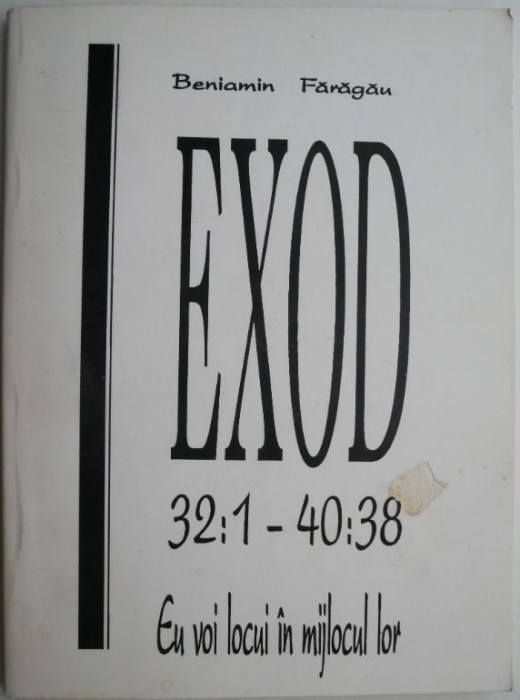 Beniamin Fărăgău
EXOD
32:1 - 40:38
Eu voi locui în mijlocul lor